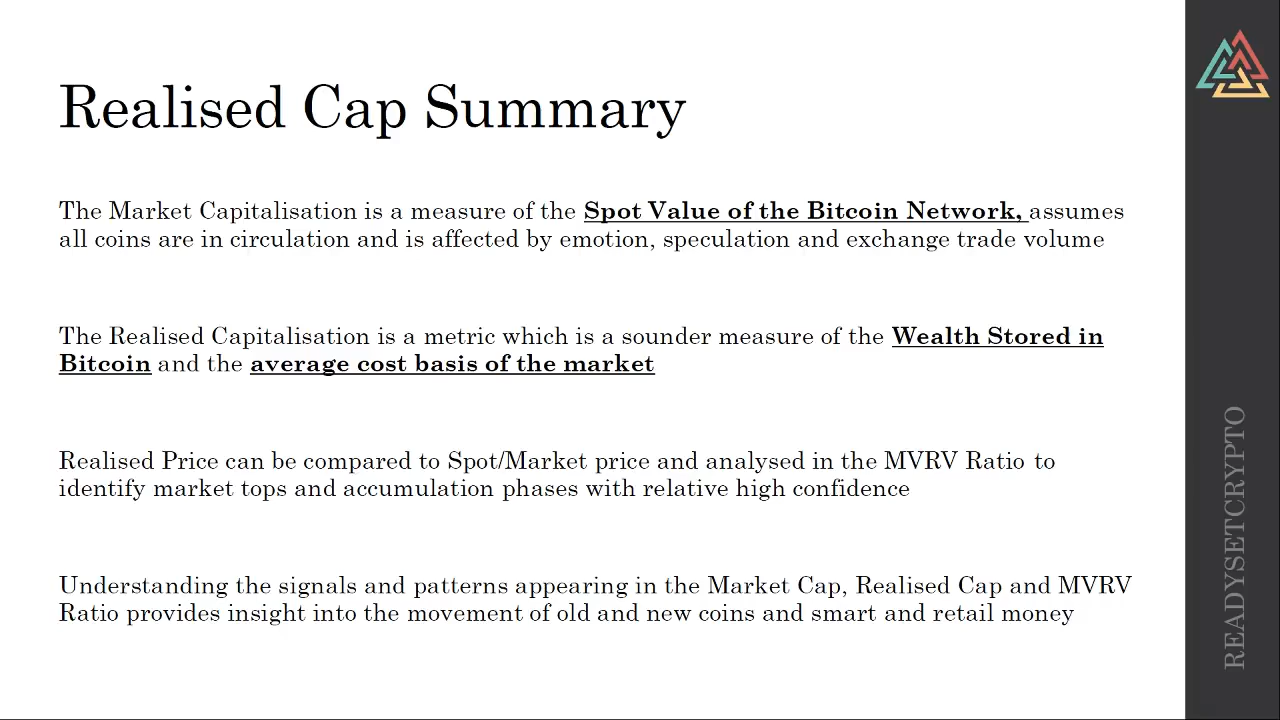 Realised Cap Summary
The Market Capitalisation is a measure of the Spot Value of the Bitcoin Network, assumes
all coins are in circulation and is affected by emotion, speculation and exchange trade volume
The Realised Capitalisation is a metric which is a sounder measure of the Wealth Stored in
Bitcoin and the average cost basis of the market
Realised Price can be compared to Spot/Market price and analysed in the MVRV Ratio to
identify market tops and accumulation phases with relative high confidence
Understanding the signals and patterns appearing in the Market Cap, Realised Cap and MVRV
Ratio provides insight into the movement of old and new coins and smart and retail money
READYSETCRYPTO